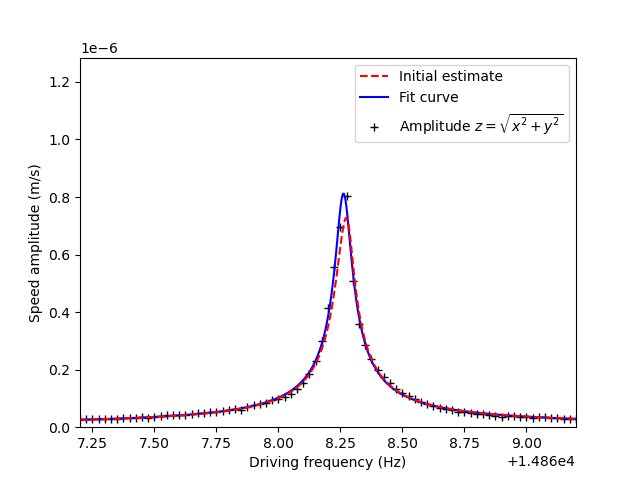 1e−6
1.2
1.0
0.8
0.6
0.4
0.2
0.0
Speed amplitude (m/s)
Initial estimate
Fit curve
Amplitude z = √x² + y²
7.25 7.50 7.75 8.00 8.25 8.50 8.75 9.00
Driving frequency (Hz)
+1.486e4